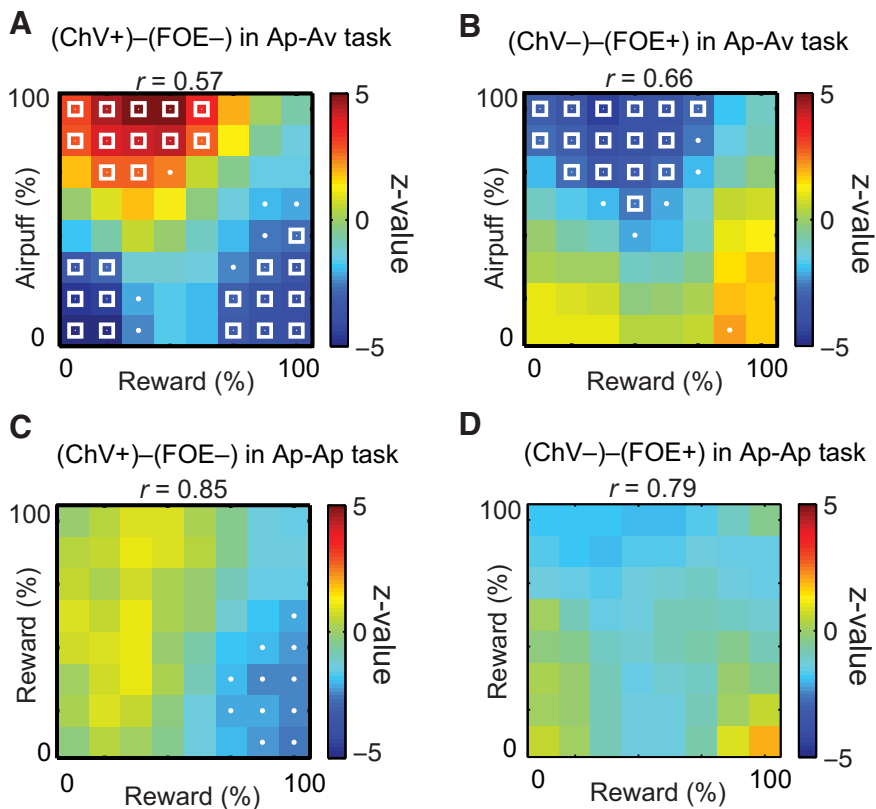 A
(ChV+)–(FOE–) in Ap-Av task
r = 0.57
100
0
Airpuff (%)
0
100
Reward (%)
5
0
–5
z-value
B
(ChV–)–(FOE+) in Ap-Av task
r = 0.66
100
0
Airpuff (%)
0
100
Reward (%)
5
0
–5
z-value
C
(ChV+)–(FOE–) in Ap-Ap task
r = 0.85
100
0
Reward (%)
0
100
Reward (%)
5
0
–5
z-value
D
(ChV–)–(FOE+) in Ap-Ap task
r = 0.79
100
0
Reward (%)
0
100
Reward (%)
5
0
–5
z-value